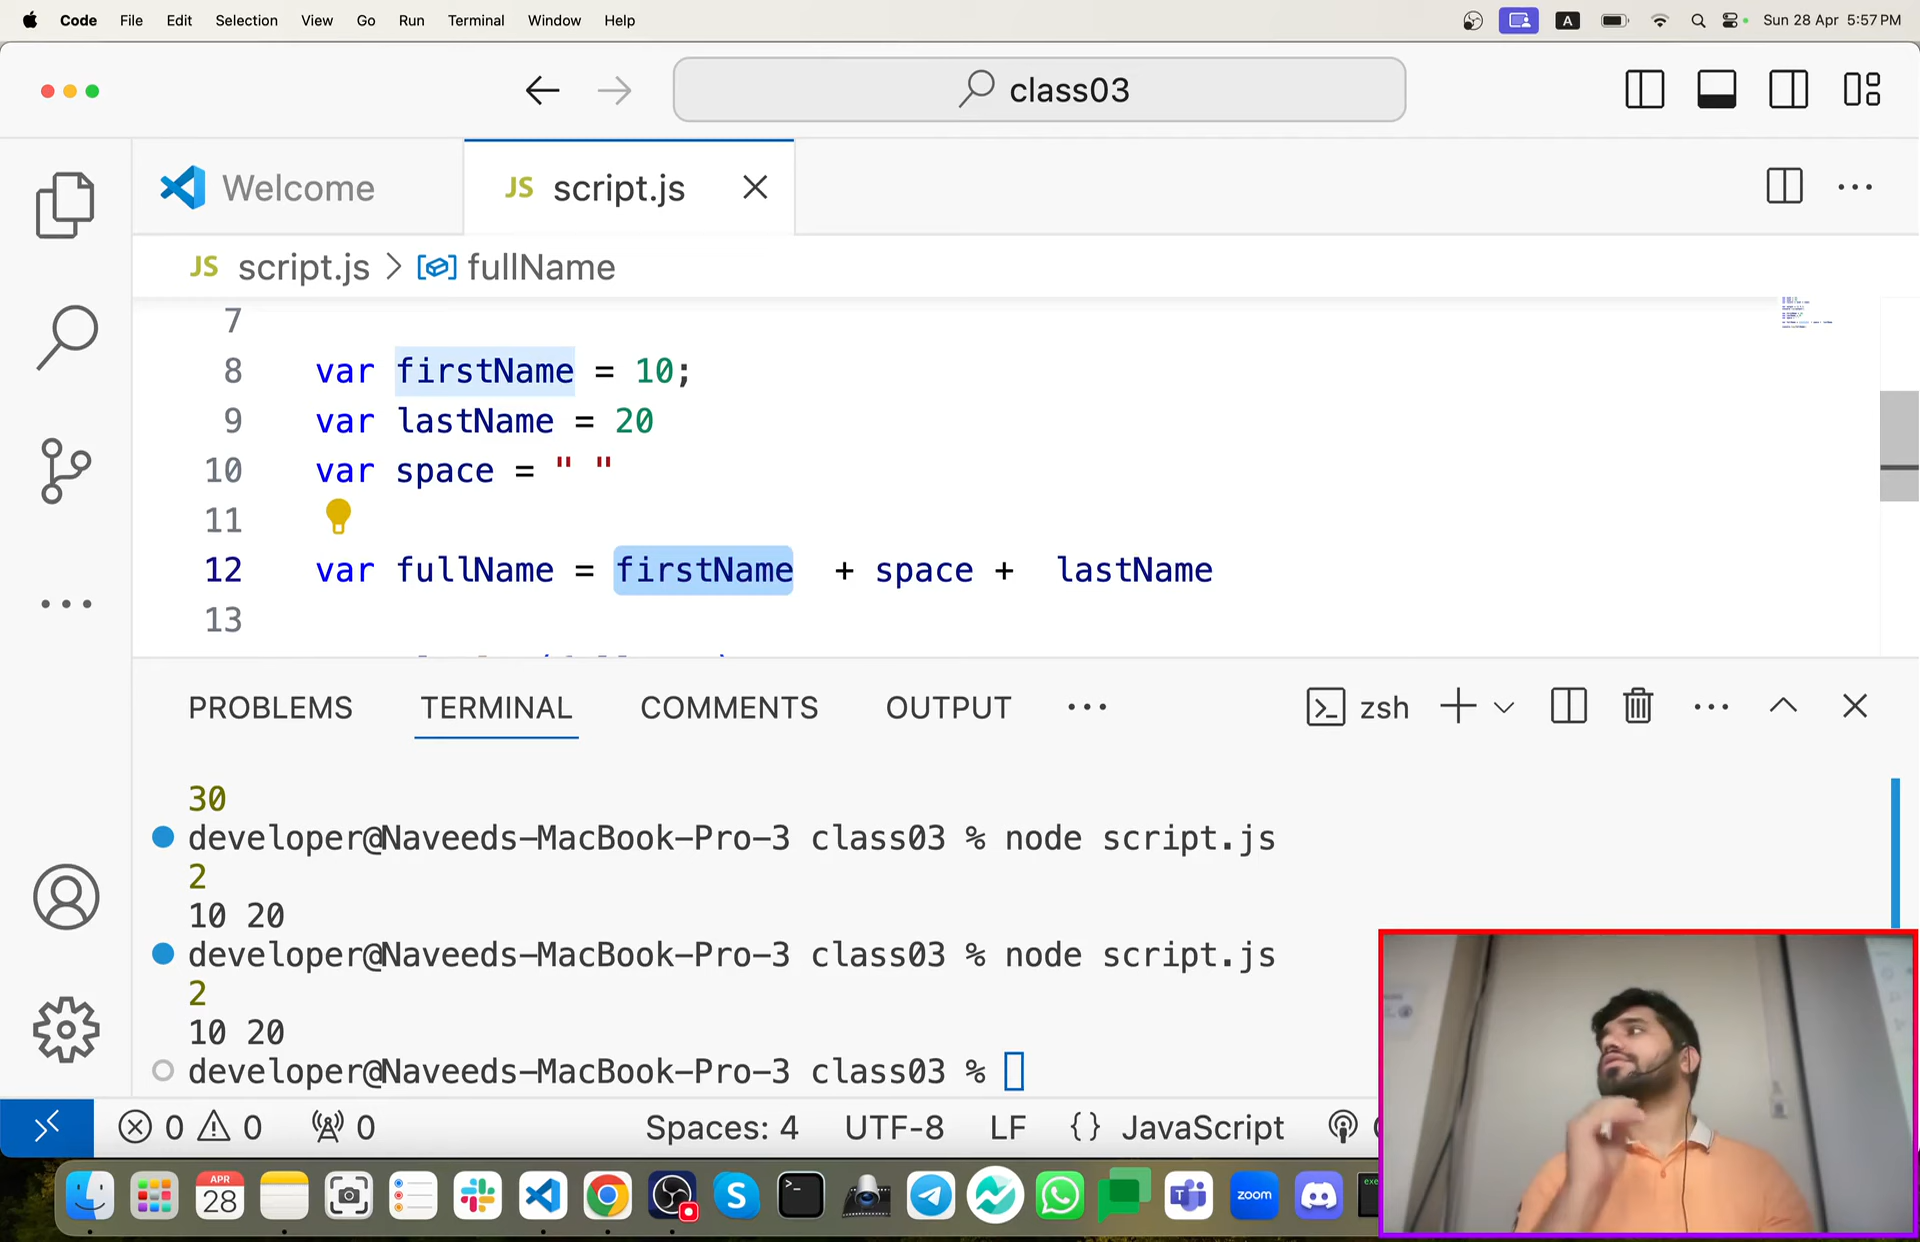 Code File Edit Selection View Go Run Terminal Window Help A Sun 28 Apr 5:57 PM
class03
Welcome JS script.js
JS script.js > fullName
7
8 var firstName = 10;
9 var lastName = 20
10 var space = " "
11
12 var fullName = firstName + space + lastName
13
PROBLEMS TERMINAL COMMENTS OUTPUT ... zsh
30
developer@Naveeds-MacBook-Pro-3 class03 % node script.js
2
10 20
developer@Naveeds-MacBook-Pro-3 class03 % node script.js
2
10 20
developer@Naveeds-MacBook-Pro-3 class03 %
0 0 0 Spaces: 4 UTF-8 LF {} JavaScript
APR
28 S zoom